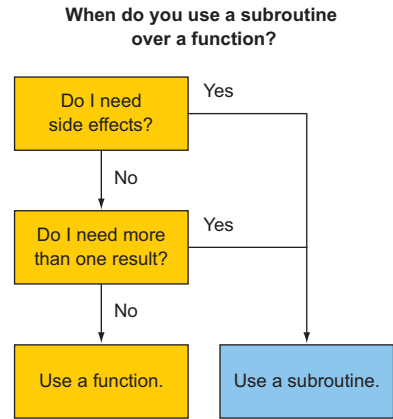 When do you use a subroutine
over a function?
Do I need
side effects?
Yes
No
Do I need more
than one result?
Yes
No
Use a function.
Use a subroutine.